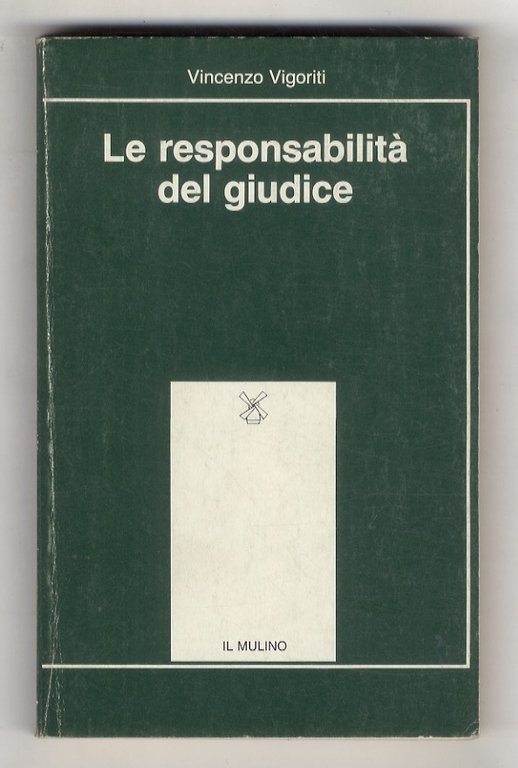 Vincenzo Vigoriti
Le responsabilità
del giudice
IL MULINO